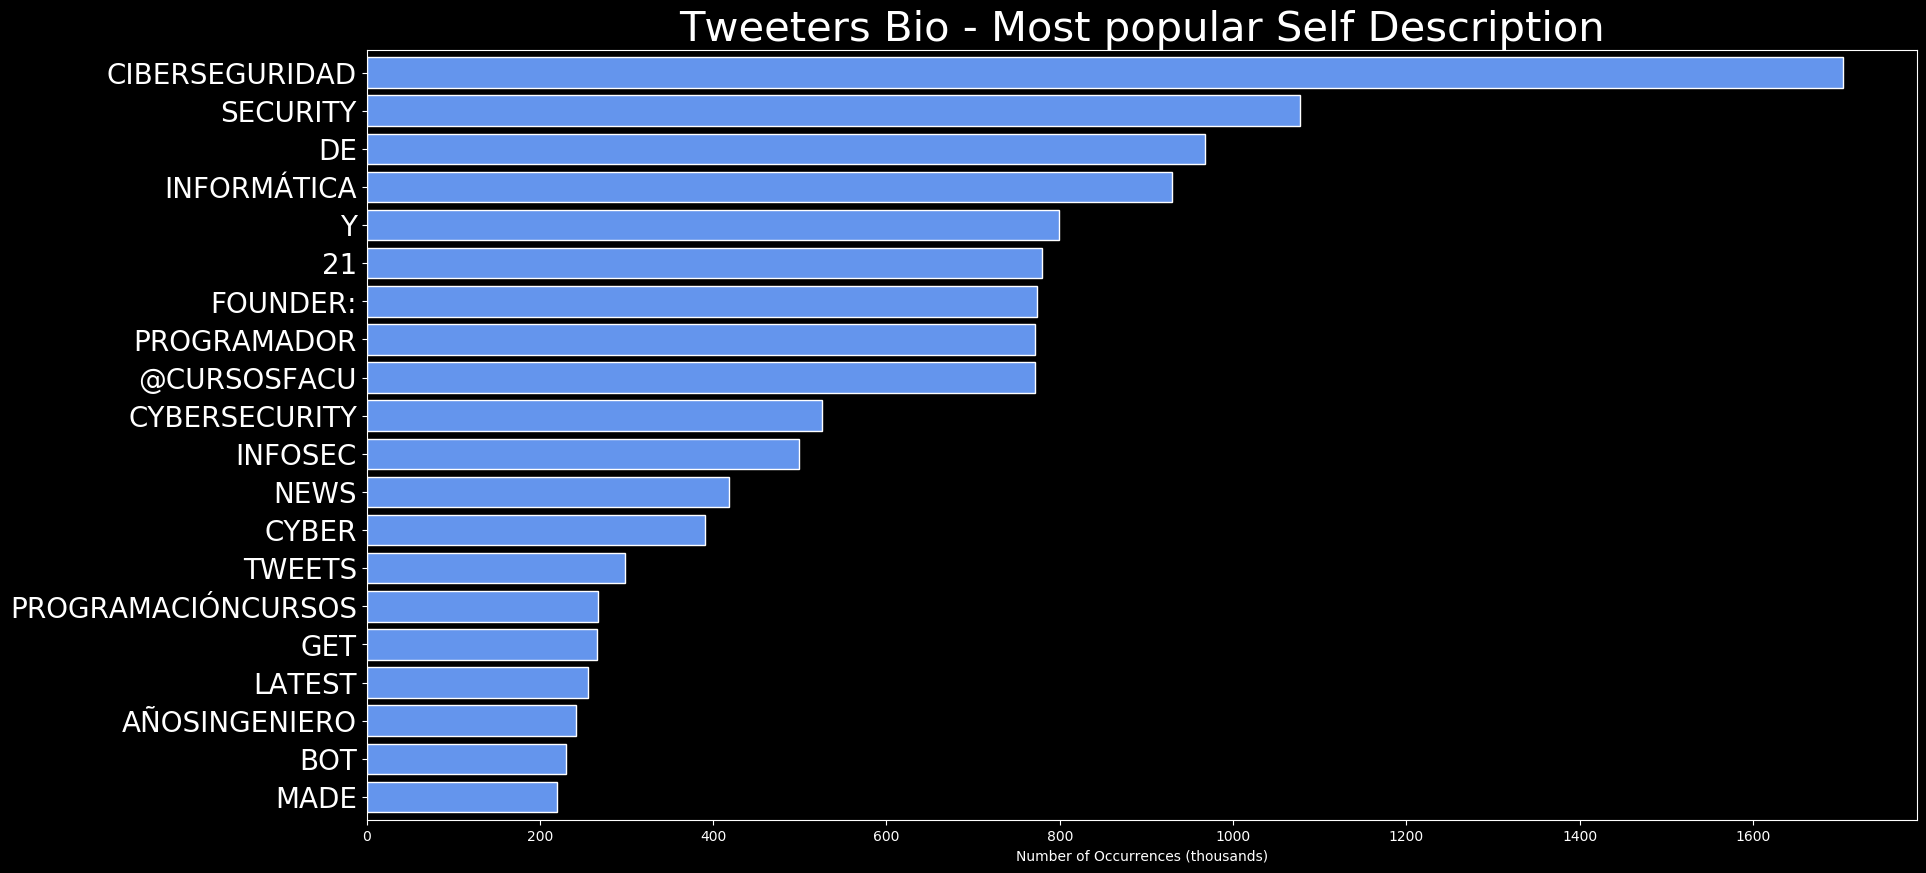 Tweeters Bio - Most popular Self Description
CIBERSEGURIDAD
SECURITY
DE
INFORMÁTICA
Y
21
FOUNDER:
PROGRAMADOR
@CURSOSFACU
CYBERSECURITY
INFOSEC
NEWS
CYBER
TWEETS
PROGRAMACIÓNCURSOS
GET
LATEST
AÑOSINGENIERO
BOT
MADE
0 200 400 600 800 1000 1200 1400 1600
Number of Occurrences (thousands)